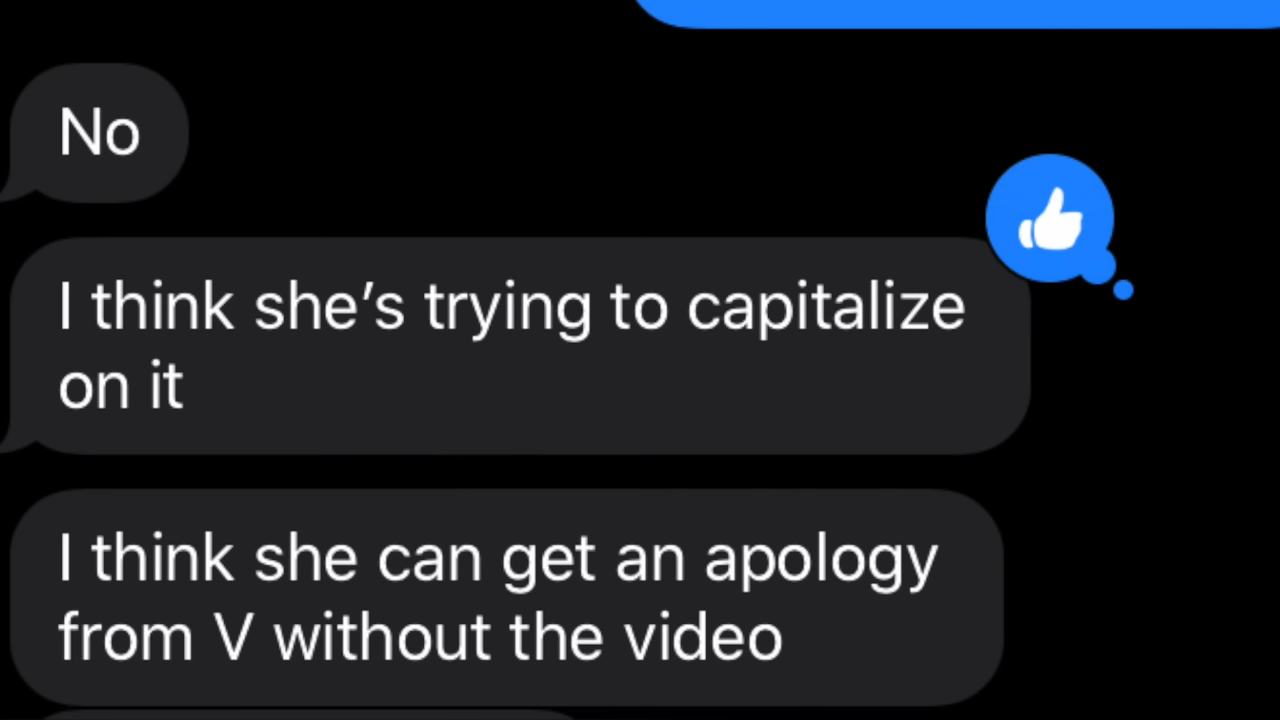 No
I think she’s trying to capitalize
on it
I think she can get an apology
from V without the video